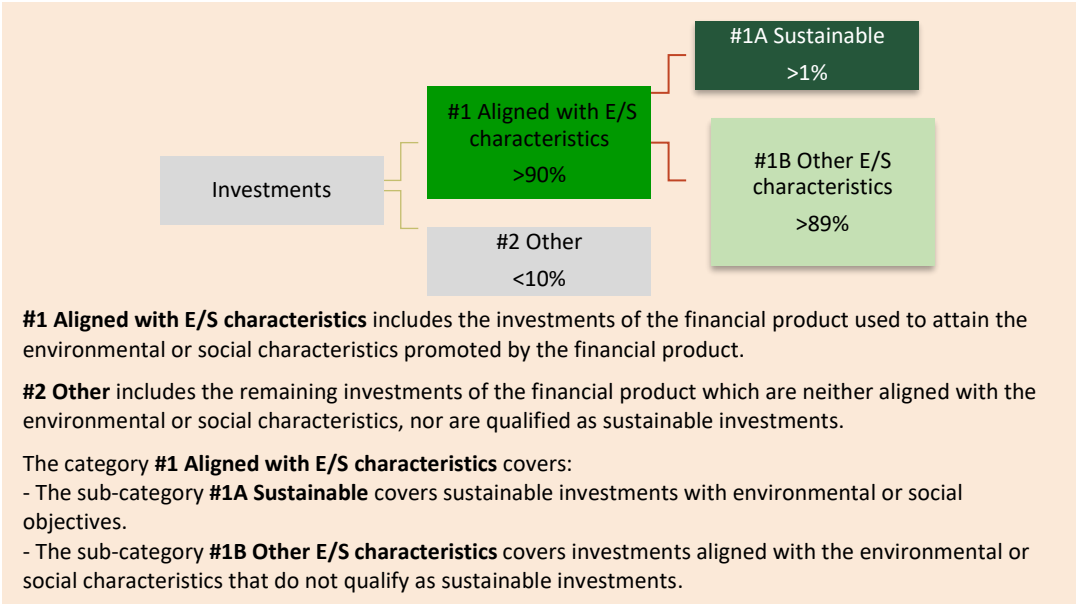 #1A Sustainable
>1%
#1 Aligned with E/S
characteristics
>90%
#1B Other E/S
characteristics
>89%
Investments
#2 Other
<10%
#1 Aligned with E/S characteristics includes the investments of the financial product used to attain the
environmental or social characteristics promoted by the financial product.
#2 Other includes the remaining investments of the financial product which are neither aligned with the
environmental or social characteristics, nor are qualified as sustainable investments.
The category #1 Aligned with E/S characteristics covers:
- The sub-category #1A Sustainable covers sustainable investments with environmental or social
objectives.
- The sub-category #1B Other E/S characteristics covers investments aligned with the environmental or
social characteristics that do not qualify as sustainable investments.